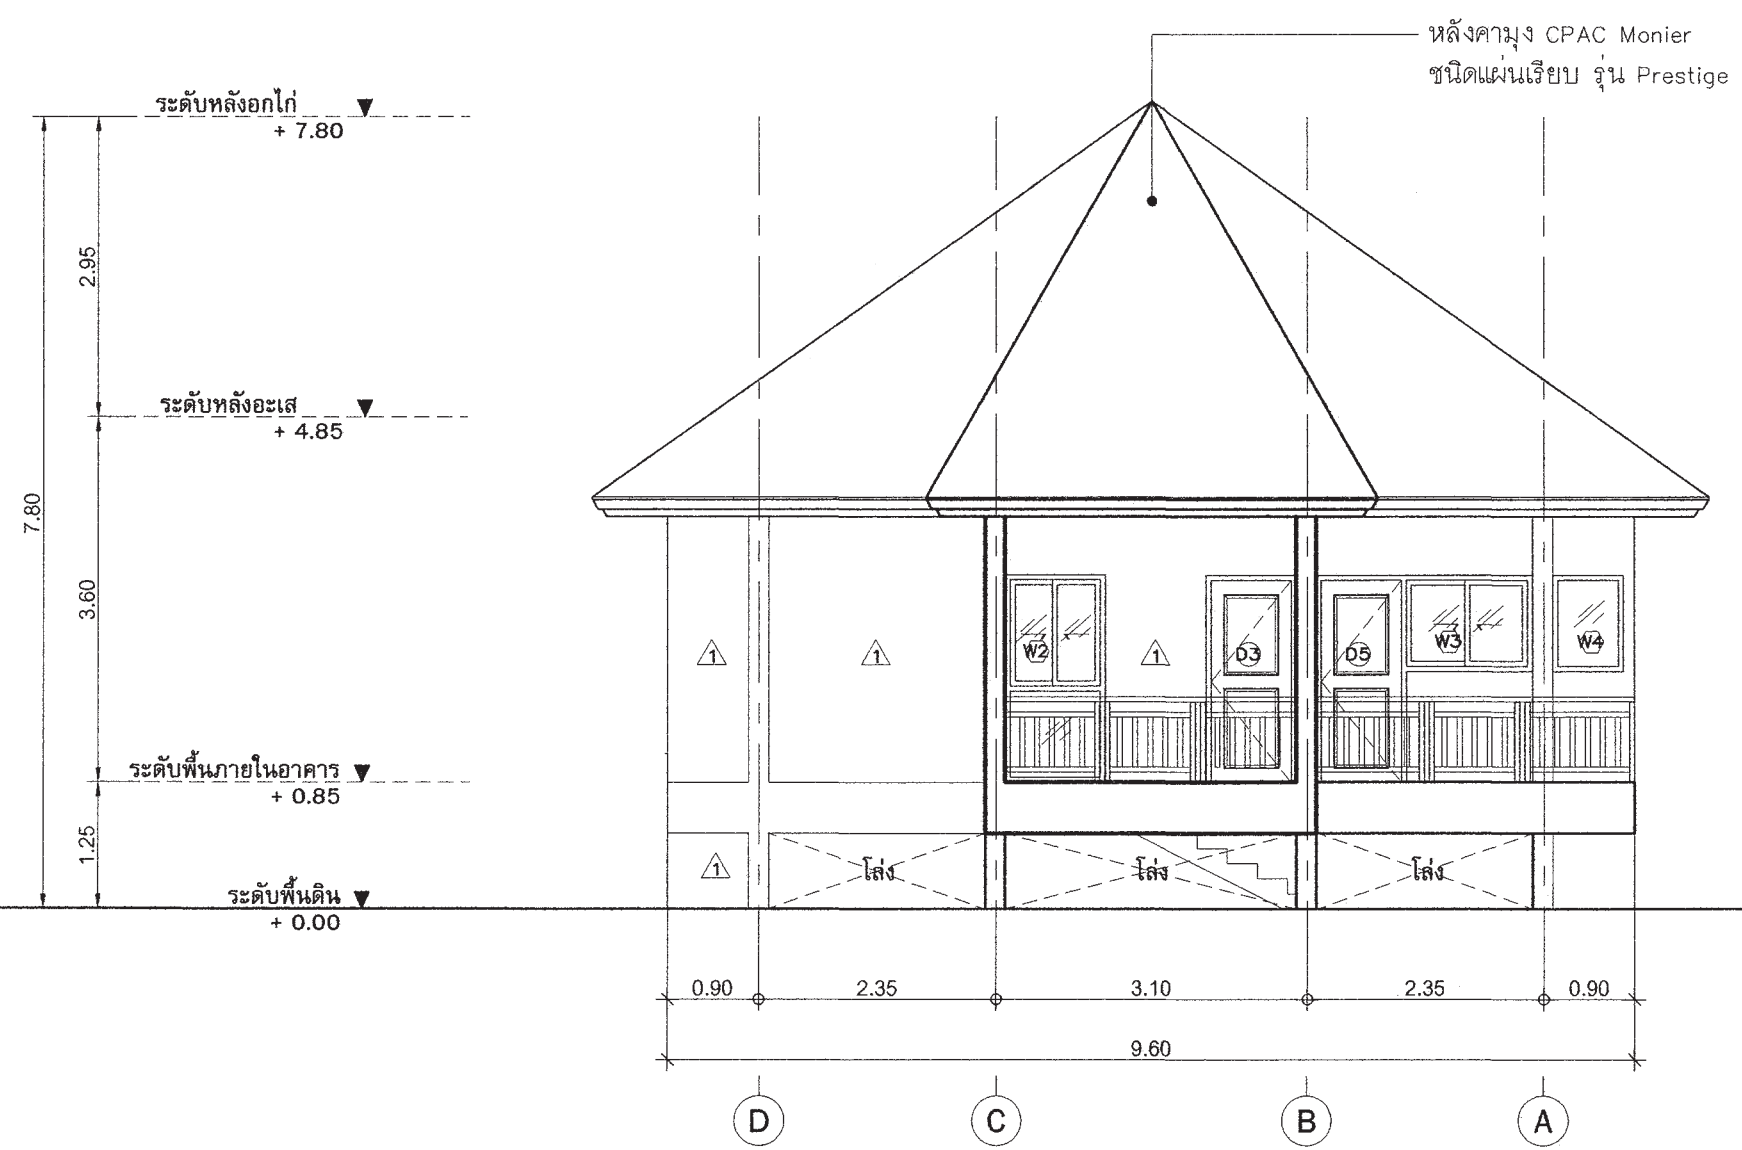 หลังคามุง CPAC Monier
ชนิดแผ่นเรียบ รุ่น Prestige
ระดับหลังอกไก่
+ 7.80
2.95
ระดับหลังอะเส
+ 4.85
7.80
3.60
1 1 W2 1 D3 D5 W3 W4
ระดับพื้นภายในอาคาร
+ 0.85
1.25
1 โล่ง โล่ง โล่ง
ระดับพื้นดิน
+ 0.00
0.90 2.35 3.10 2.35 0.90
9.60
D C B A